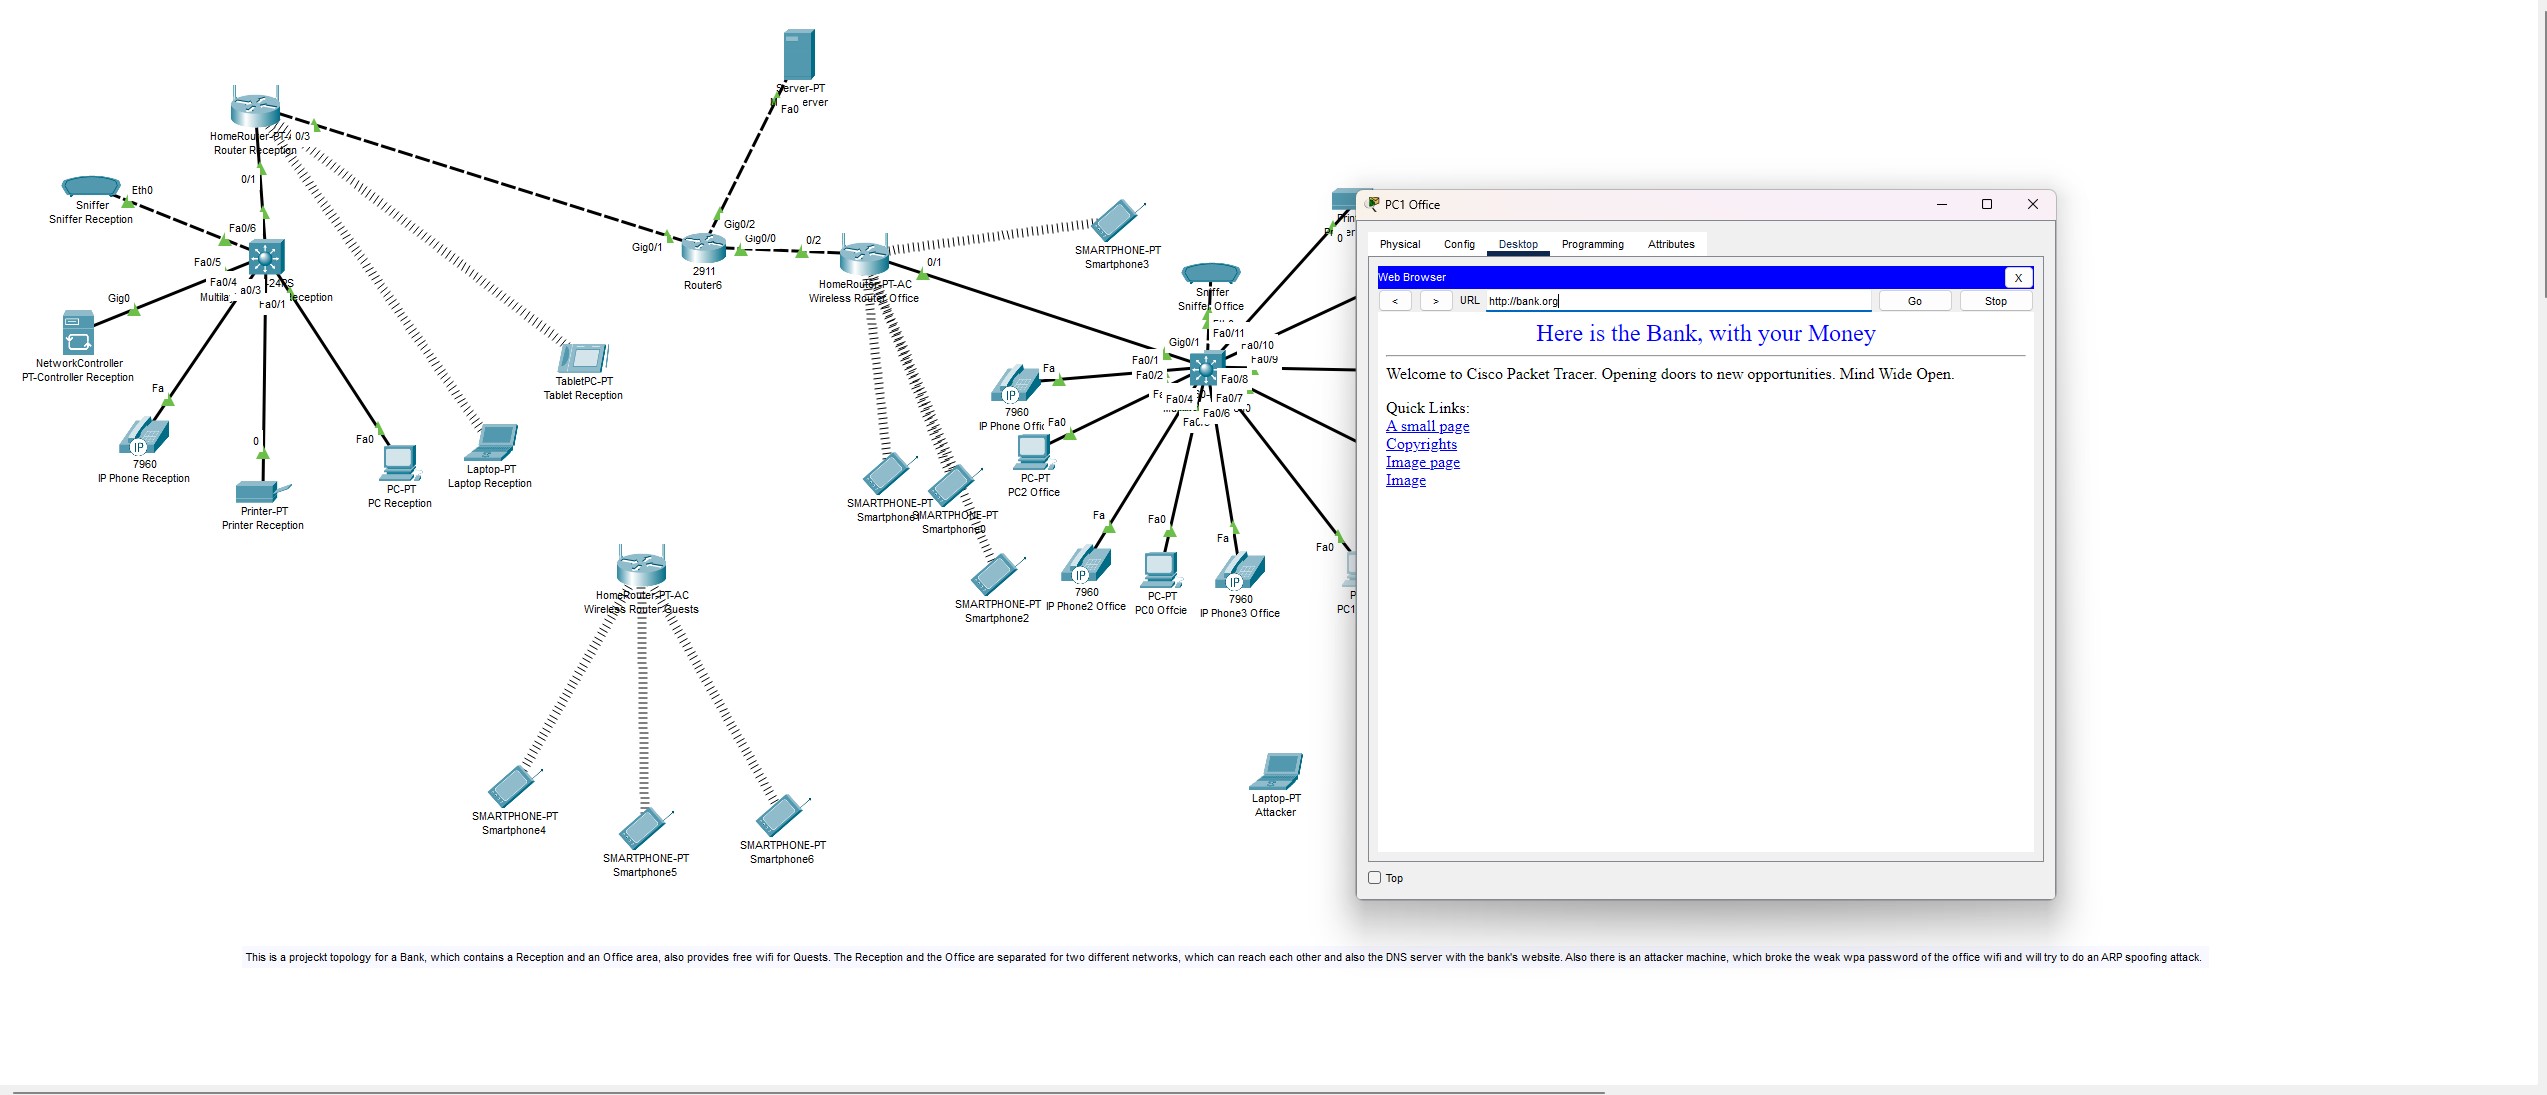 Server-PT
erver
Fa0
HomeRouter-PT-
0/3
Router Reception
0/1
Eth0
Sniffer
Sniffer Reception
Fa0/6
Fa0/5
Fa0/4
Fa0/1
Gig0
NetworkController
PT-Controller Reception
Fa
7960
IP Phone Reception
0
Printer-PT
Printer Reception
Fa0
PC-PT
PC Reception
Laptop-PT
Laptop Reception
TabletPC-PT
Tablet Reception
Gig0/1
Gig0/2
Gig0/0
0/2
2911
Router6
HomeRouter-PT-AC
Wireless Router Office
0/1
SMARTPHONE-PT
Smartphone3
Sniffer
Sniffer Office
Fa0/11
Gig0/1
Fa0/10
Fa0/1
Fa0/9
Fa0/2
Fa0/8
Fa0/4
Fa0/7
Fa0/6
Fa
7960
IP Phone Offic
Fa0
PC-PT
PC2 Office
SMARTPHONE-PT
Smartphone1
SMARTPHONE-PT
Smartphone0
SMARTPHONE-PT
Smartphone2
Fa
7960
IP Phone2 Office
Fa0
PC-PT
PC0 Offcie
Fa
7960
IP Phone3 Office
Fa0
PC1
HomeRouter-PT-AC
Wireless Router Guests
SMARTPHONE-PT
Smartphone4
SMARTPHONE-PT
Smartphone5
SMARTPHONE-PT
Smartphone6
Laptop-PT
Attacker
PC1 Office
Physical Config Desktop Programming Attributes
Web Browser
X
< > URL http://bank.org Go Stop
Here is the Bank, with your Money
Welcome to Cisco Packet Tracer. Opening doors to new opportunities. Mind Wide Open.
Quick Links:
A small page
Copyrights
Image page
Image
Top
This is a projeckt topology for a Bank, which contains a Reception and an Office area, also provides free wifi for Quests. The Reception and the Office are separated for two different networks, which can reach each other and also the DNS server with the bank's website. Also there is an attacker machine, which broke the weak wpa password of the office wifi and will try to do an ARP spoofing attack.